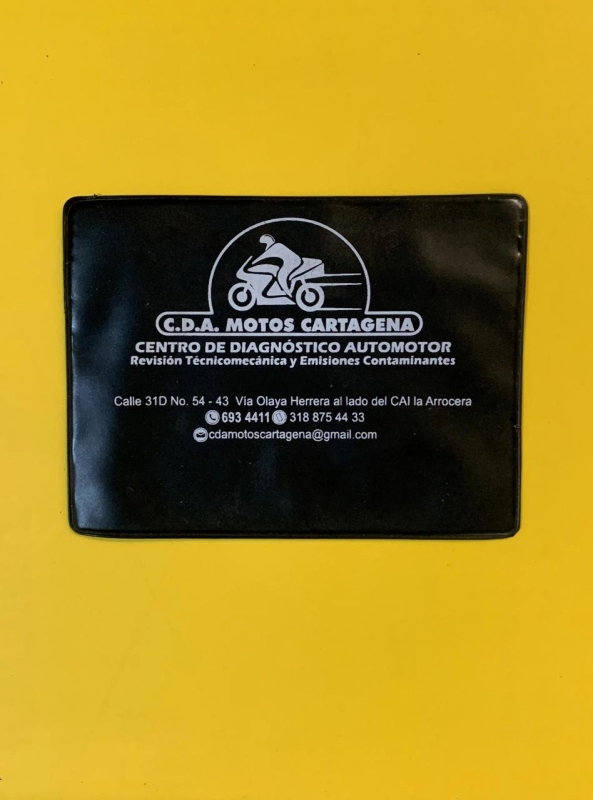 C.D.A. MOTOS CARTAGENA
CENTRO DE DIAGNÓSTICO AUTOMOTOR
Revisión Técnicomecánica y Emisiones Contaminantes
Calle 31D No. 54 - 43 Via Olaya Herrera al lado del CAI la Arrocera
693 4411 318 875 44 33
cdamotoscartagena@gmail.com